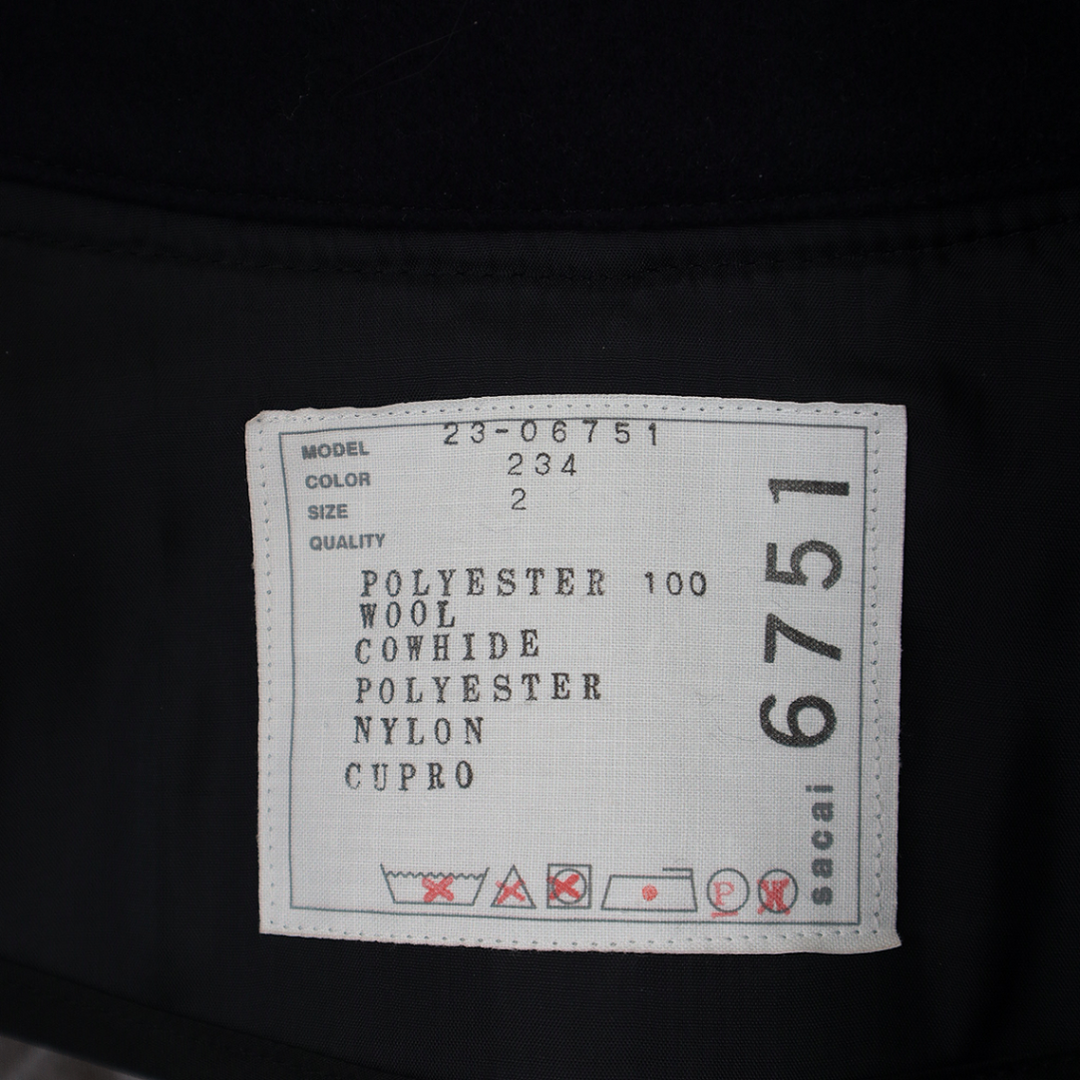 MODEL 23-06751
COLOR 234
SIZE 2
QUALITY
POLYESTER 100
WOOL
COWHIDE
POLYESTER
NYLON
CUPRO
P W
sacai 6751